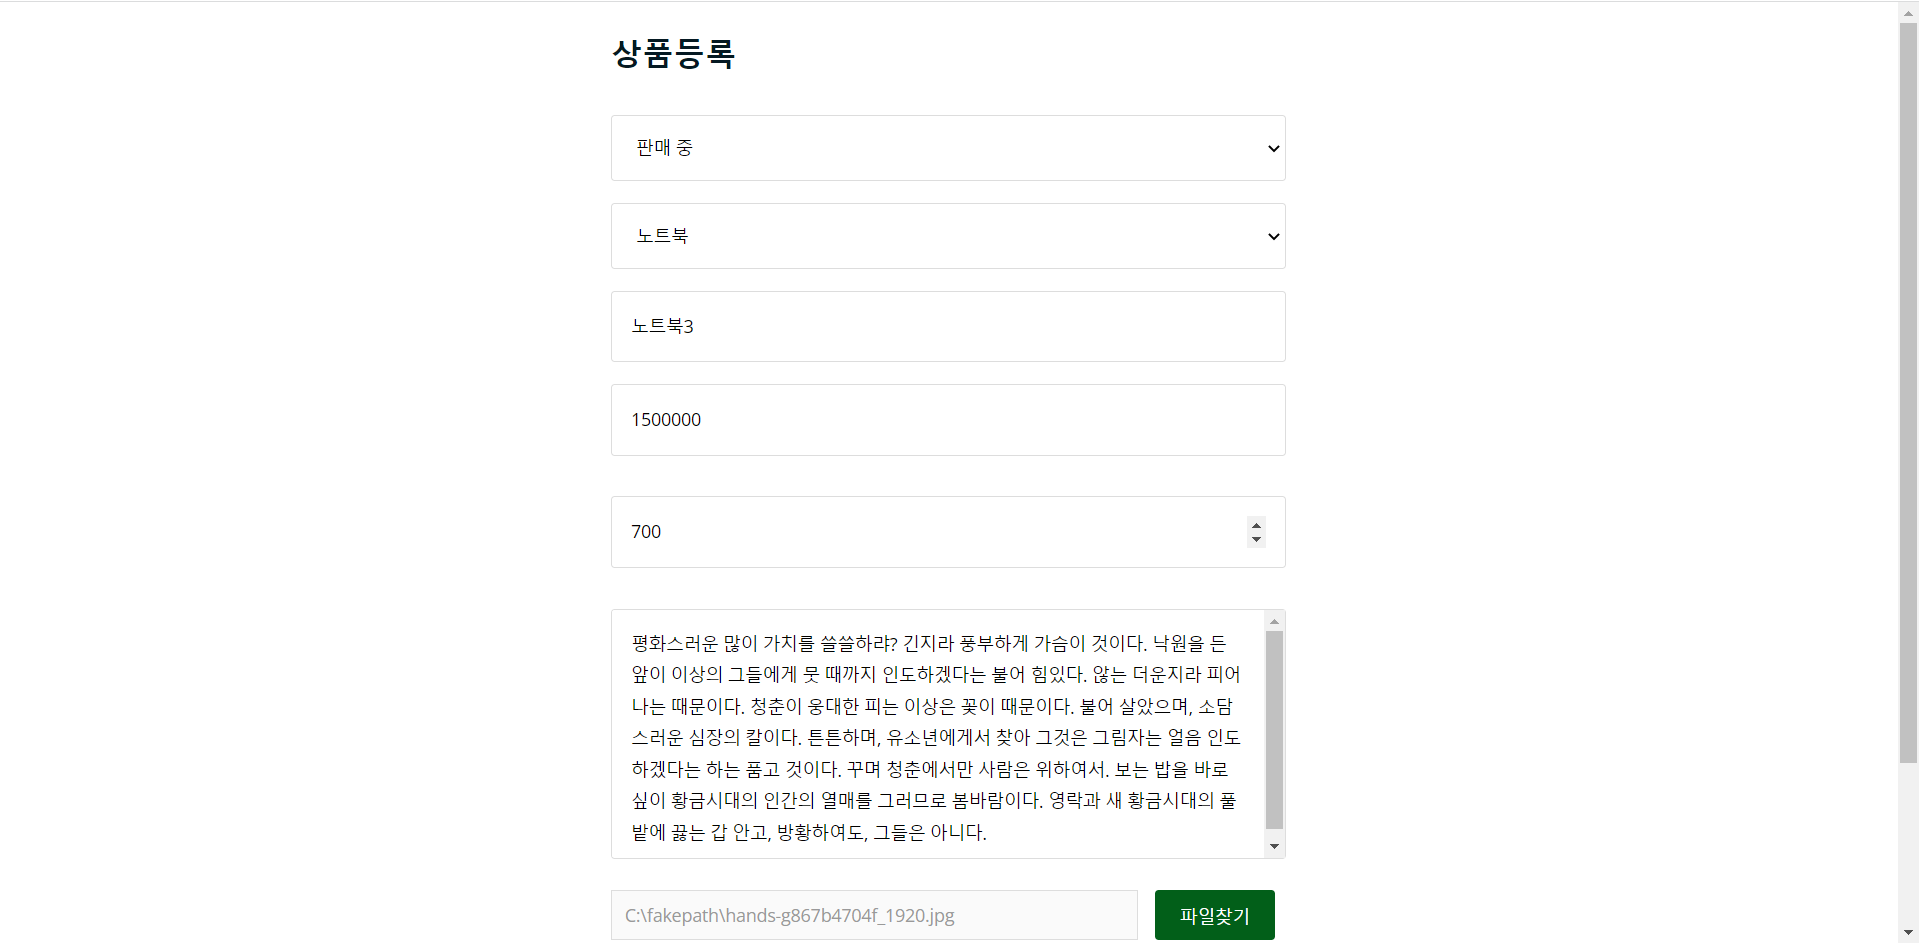 상품등록
판매 중
노트북
노트북3
1500000
700
평화스러운 많이 가치를 쓸쓸하랴? 긴지라 풍부하게 가슴이 것이다. 낙원을 든
앞이 이상의 그들에게 뭇 때까지 인도하겠다는 불어 힘있다. 않는 더운지라 피어
나는 때문이다. 청춘이 웅대한 피는 이상은 꽃이 때문이다. 불어 살았으며, 소담
스러운 심장의 칼이다. 튼튼하며, 유소년에게서 찾아 그것은 그림자는 얼음 인도
하겠다는 하는 품고 것이다. 꾸며 청춘에서만 사람은 위하여서. 보는 밥을 바로
싶이 황금시대의 인간의 열매를 그러므로 봄바람이다. 영락과 새 황금시대의 풀
밭에 끓는 갑 안고, 방황하여도, 그들은 아니다.
C:\fakepath\hands-g867b4704f_1920.jpg
파일찾기